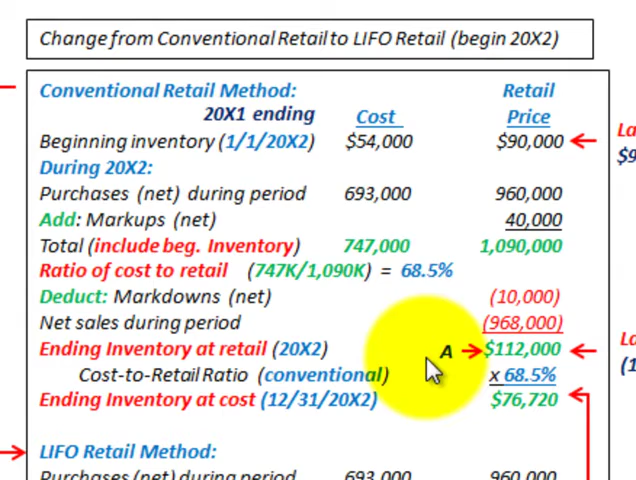 Change from Conventional Retail to LIFO Retail (begin 20X2)
Conventional Retail Method: Retail
20X1 ending Cost Price
Beginning inventory (1/1/20X2) $54,000 $90,000
During 20X2:
Purchases (net) during period 693,000 960,000
Add: Markups (net) 40,000
Total (include beg. Inventory) 747,000 1,090,000
Ratio of cost to retail (747K/1,090K) = 68.5%
Deduct: Markdowns (net) (10,000)
Net sales during period (968,000)
Ending Inventory at retail (20X2) A $112,000
Cost-to-Retail Ratio (conventional) x 68.5%
Ending Inventory at cost (12/31/20X2) $76,720
LIFO Retail Method:
Purchases (net) during period 693,000 960,000